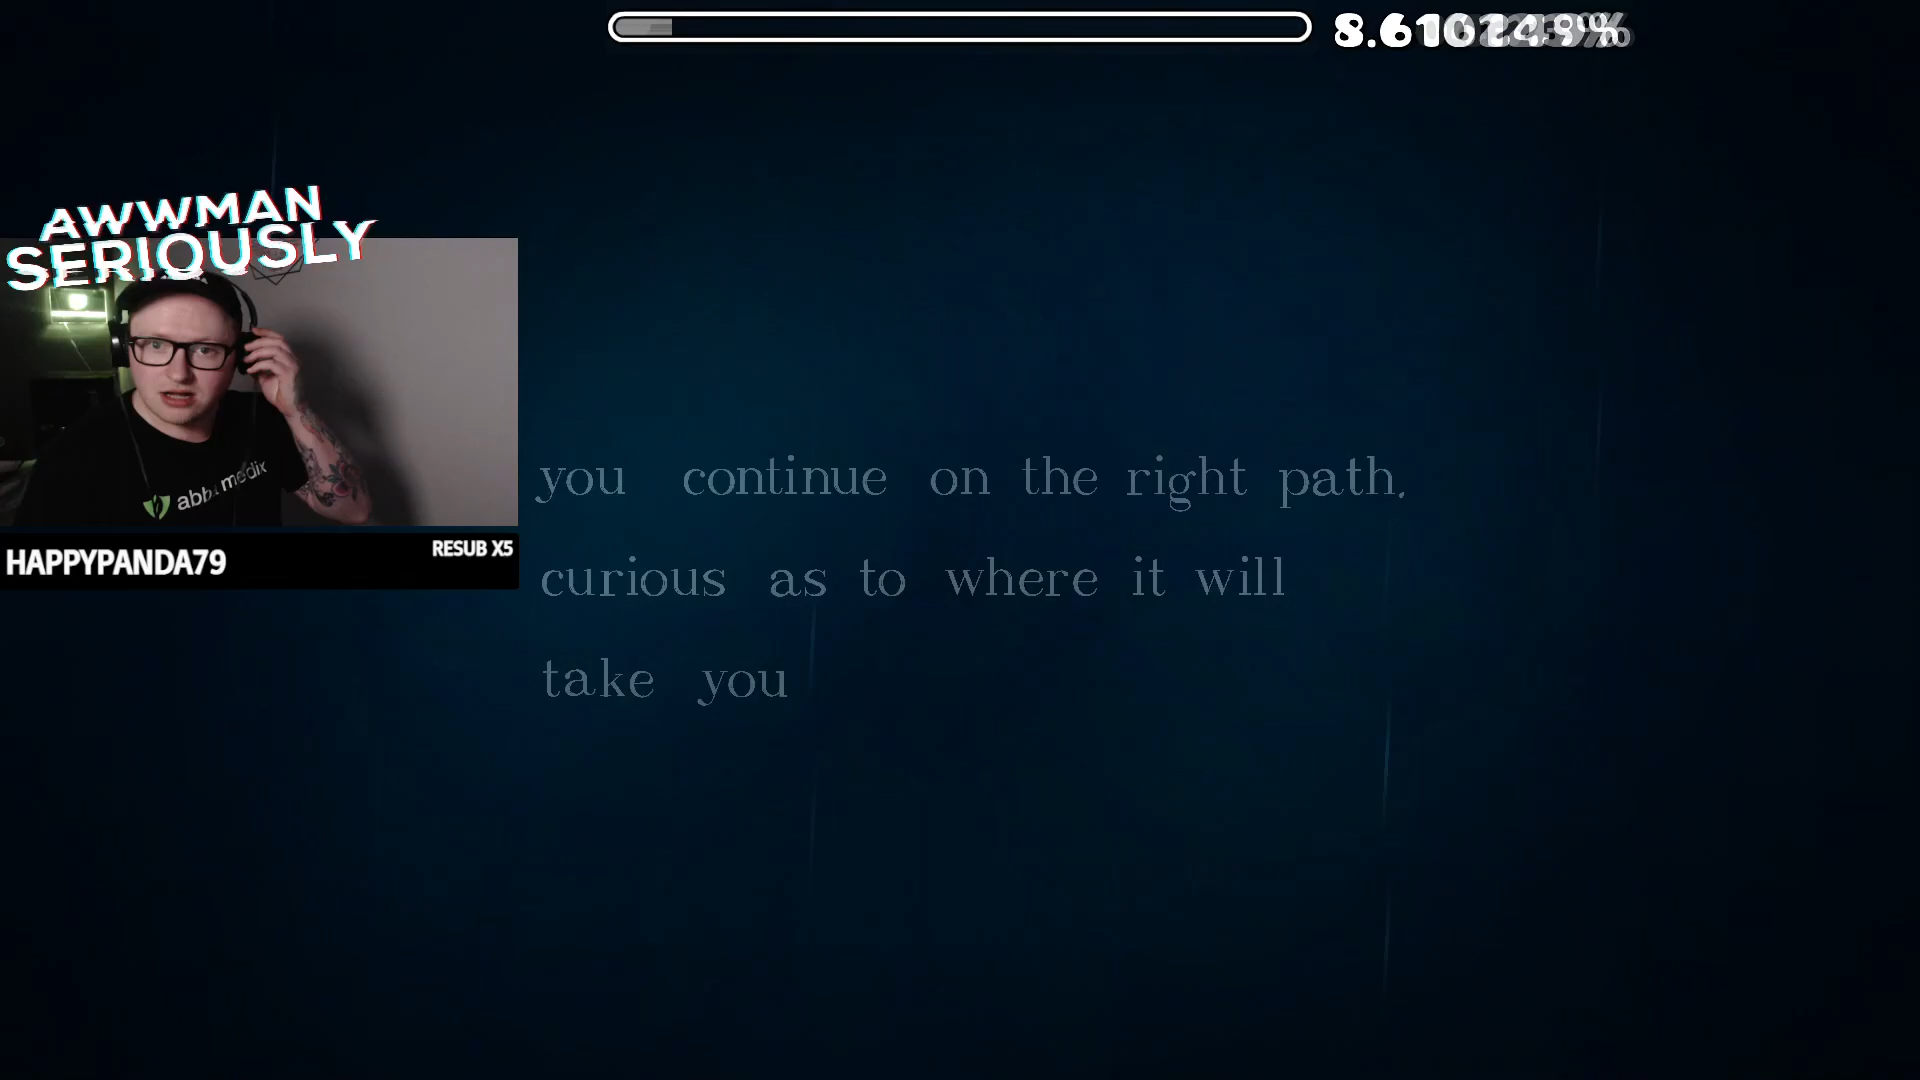 AWWMAN
SERIOUSLY
HAPPYPANDA79
RESUB X5
you continue on the right path.
curious as to where it will
take you